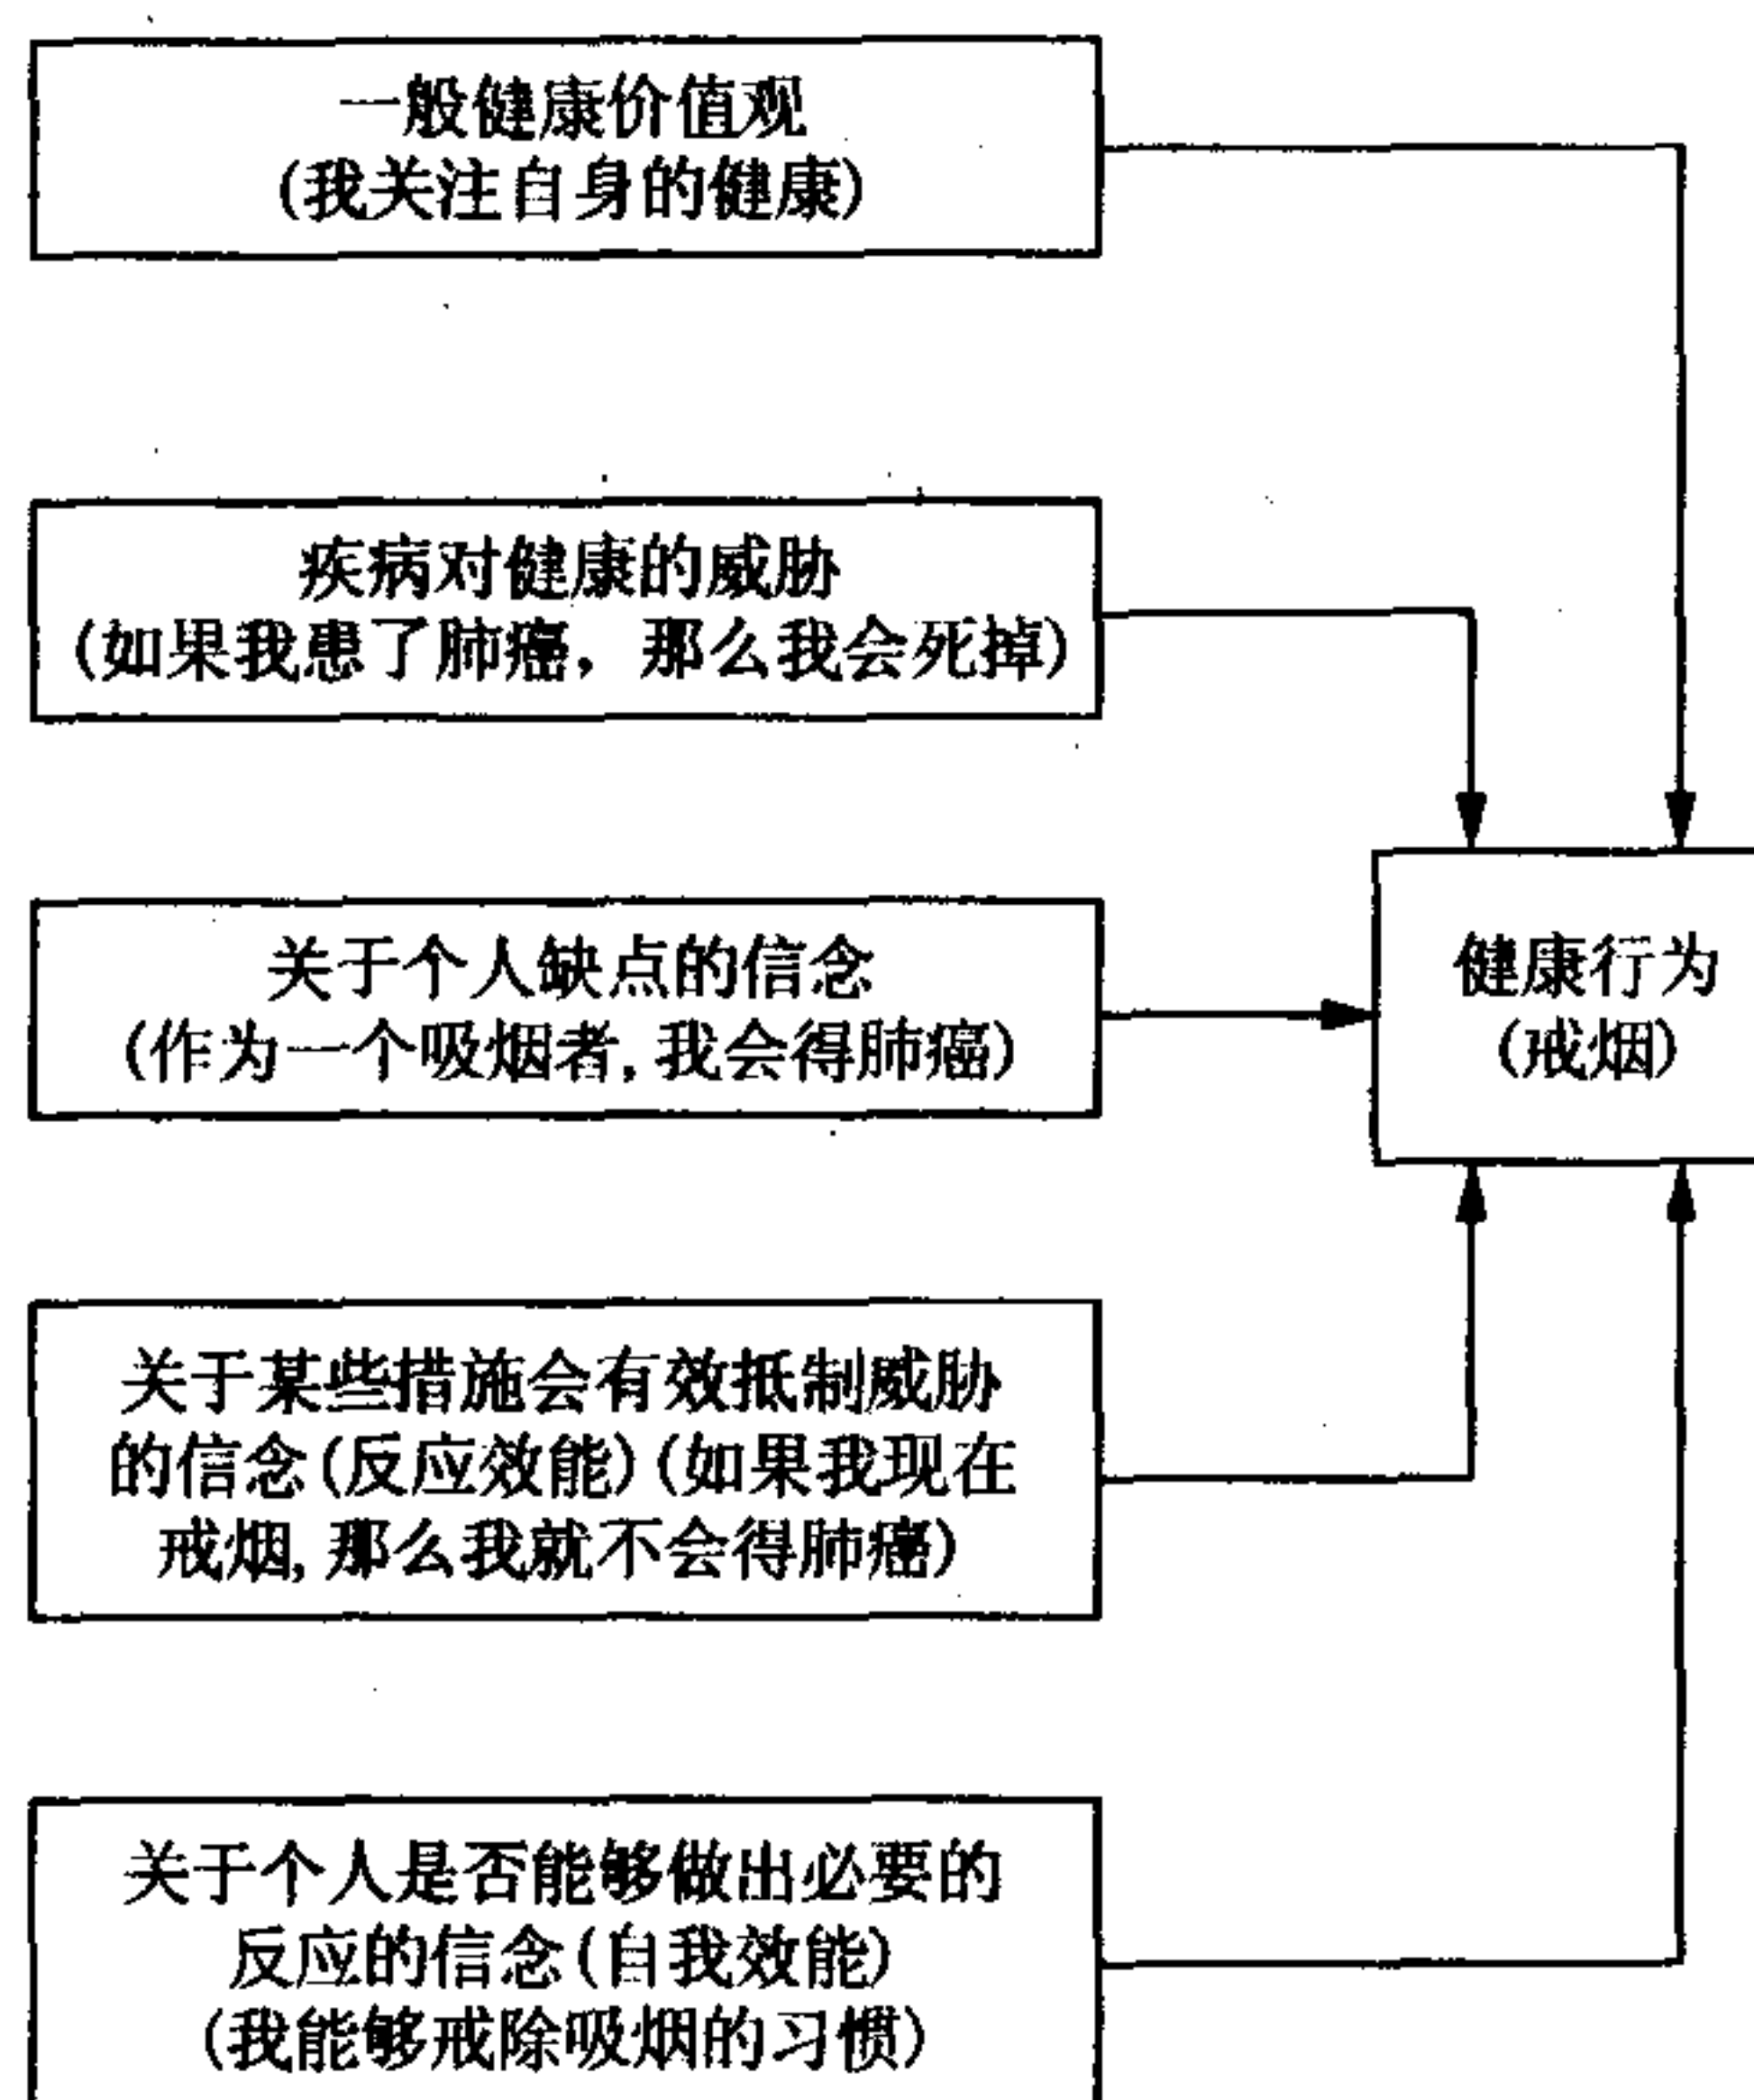 一般健康价值观
(我关注自身的健康)
疾病对健康的威胁
(如果我患了肺癌，那么我会死掉)
关于个人缺点的信念
(作为一个吸烟者,我会得肺癌)
健康行为
(戒烟)
关于某些措施会有效抵制威胁
的信念(反应效能)(如果我现在
戒烟,那么我就不会得肺癌)
关于个人是否能够做出必要的
反应的信念(自我效能)
(我能够戒除吸烟的习惯)